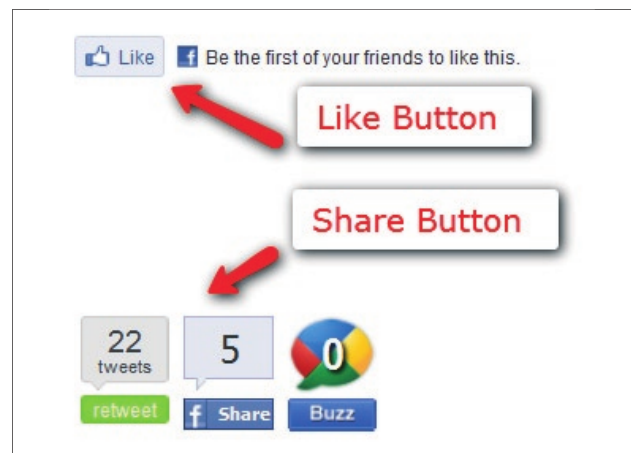 Like f Be the first of your friends to like this.
Like Button
Share Button
22 5 0
tweets
retweet f Share Buzz